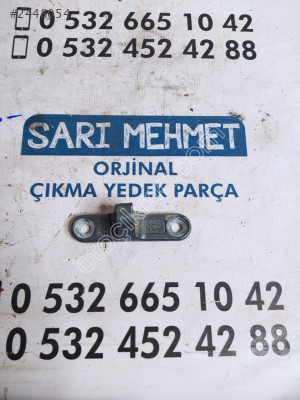 0 532 665 10 42
0 532 452 42 88
SARI MEHMET
ORJİNAL
ÇIKMA YEDEK PARÇA
0 532 665 10 42
0 532 452 42 88